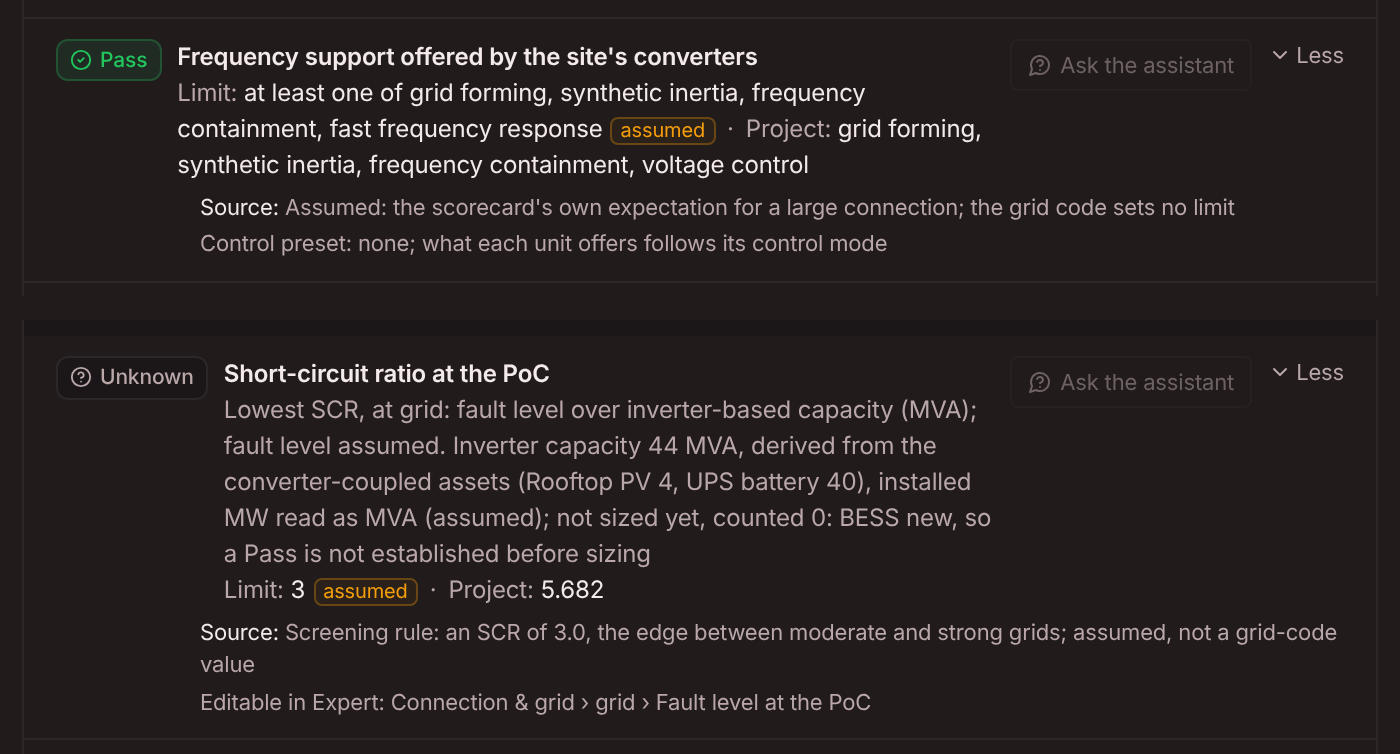 Pass
Frequency support offered by the site's converters
Ask the assistant
Less
Limit: at least one of grid forming, synthetic inertia, frequency
containment, fast frequency response assumed · Project: grid forming,
synthetic inertia, frequency containment, voltage control
Source: Assumed: the scorecard's own expectation for a large connection; the grid code sets no limit
Control preset: none; what each unit offers follows its control mode
Unknown
Short-circuit ratio at the PoC
Ask the assistant
Less
Lowest SCR, at grid: fault level over inverter-based capacity (MVA);
fault level assumed. Inverter capacity 44 MVA, derived from the
converter-coupled assets (Rooftop PV 4, UPS battery 40), installed
MW read as MVA (assumed); not sized yet, counted 0: BESS new, so
a Pass is not established before sizing
Limit: 3 assumed · Project: 5.682
Source: Screening rule: an SCR of 3.0, the edge between moderate and strong grids; assumed, not a grid-code
value
Editable in Expert: Connection & grid › grid › Fault level at the PoC